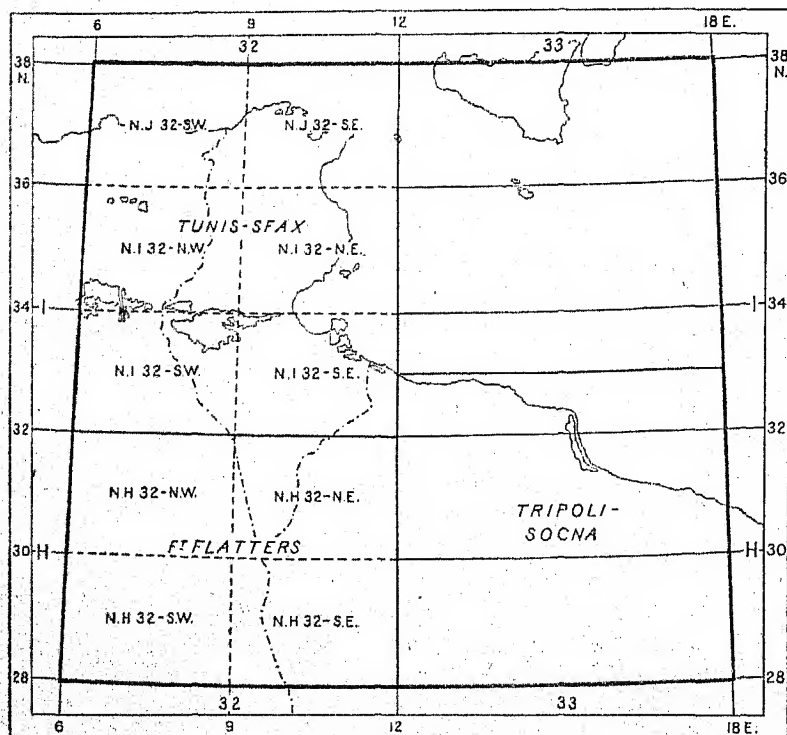 6 9 12 18 E.
32 33
38 N. 38 N.
N.J 32-S.W. N.J 32-S.E.
36 36
TUNIS-SFAX
N.I 32-N.W. N.I 32-N.E.
34 I I 34
N.I 32-S.W. N.I 32-S.E.
32 32
N.H 32-N.W. N.H 32-N.E.
TRIPOLI-
SOCNA
Fᵀ FLATTERS
30 H H 30
N.H 32-S.W. N.H 32-S.E.
28 28
32 33
6 9 12 18 E.